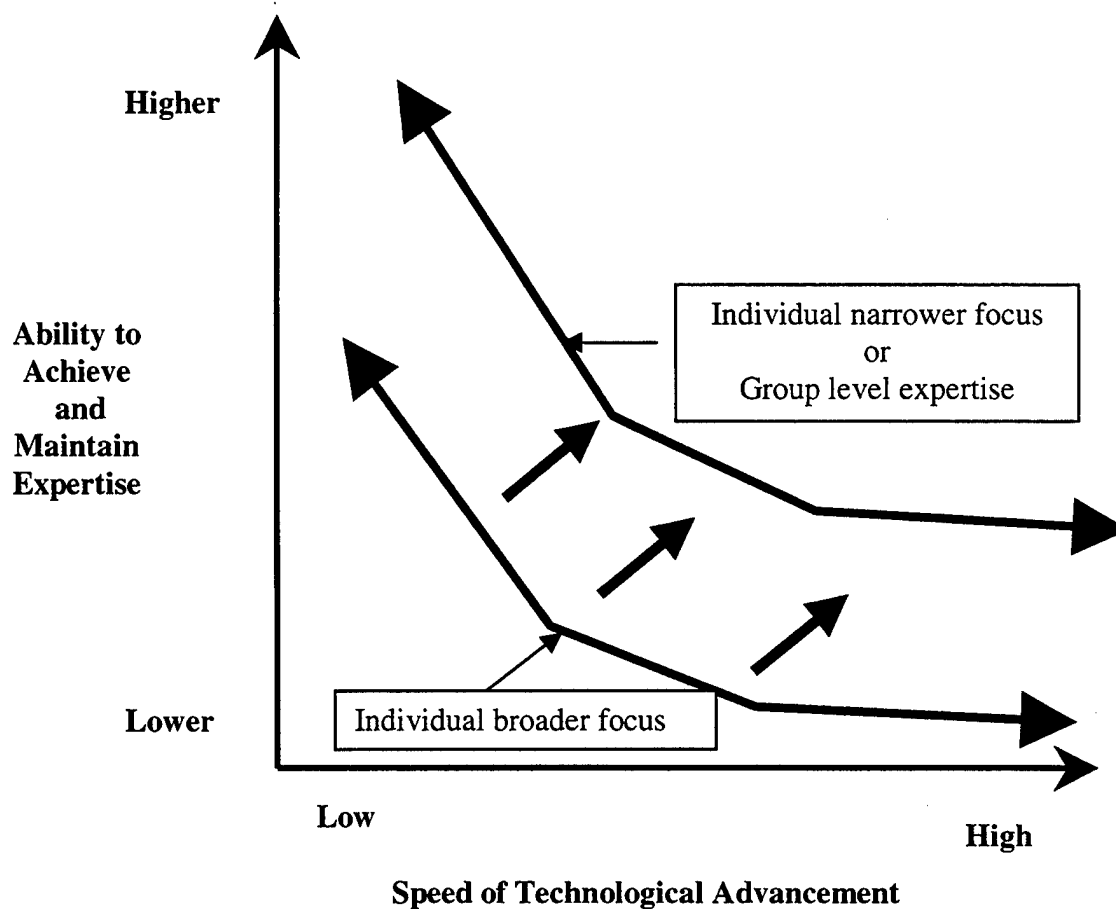 Higher
Individual narrower focus
or
Group level expertise
Ability to
Achieve
and
Maintain
Expertise
Individual broader focus
Lower
Low
High
Speed of Technological Advancement